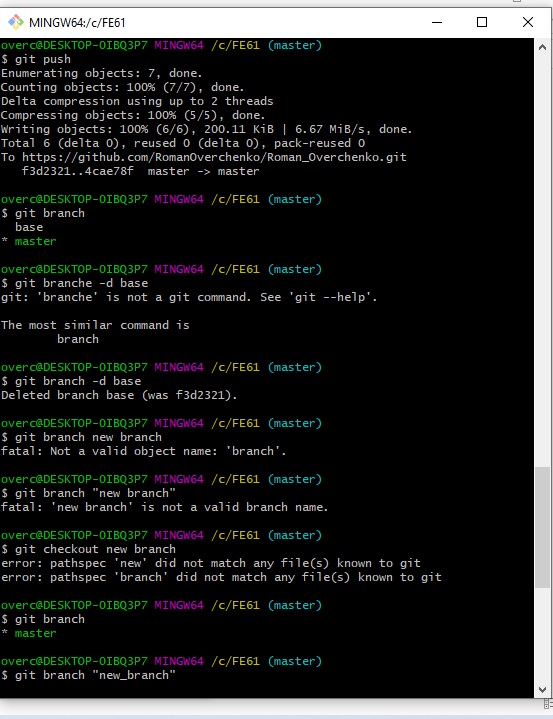 MINGW64:/c/FE61
overc@DESKTOP-OIBQ3P7 MINGW64 /c/FE61 (master)
$ git push
Enumerating objects: 7, done.
Counting objects: 100% (7/7), done.
Delta compression using up to 2 threads
Compressing objects: 100% (5/5), done.
Writing objects: 100% (6/6), 200.11 KiB | 6.67 MiB/s, done.
Total 6 (delta 0), reused 0 (delta 0), pack-reused 0
To https://github.com/RomanOverchenko/Roman_Overchenko.git
   f3d2321..4cae78f  master -> master
overc@DESKTOP-OIBQ3P7 MINGW64 /c/FE61 (master)
$ git branch
  base
* master
overc@DESKTOP-OIBQ3P7 MINGW64 /c/FE61 (master)
$ git branche -d base
git: 'branche' is not a git command. See 'git --help'.
The most similar command is
        branch
overc@DESKTOP-OIBQ3P7 MINGW64 /c/FE61 (master)
$ git branch -d base
Deleted branch base (was f3d2321).
overc@DESKTOP-OIBQ3P7 MINGW64 /c/FE61 (master)
$ git branch new branch
fatal: Not a valid object name: 'branch'.
overc@DESKTOP-OIBQ3P7 MINGW64 /c/FE61 (master)
$ git branch "new branch"
fatal: 'new branch' is not a valid branch name.
overc@DESKTOP-OIBQ3P7 MINGW64 /c/FE61 (master)
$ git checkout new branch
error: pathspec 'new' did not match any file(s) known to git
error: pathspec 'branch' did not match any file(s) known to git
overc@DESKTOP-OIBQ3P7 MINGW64 /c/FE61 (master)
$ git branch
* master
overc@DESKTOP-OIBQ3P7 MINGW64 /c/FE61 (master)
$ git branch "new_branch"